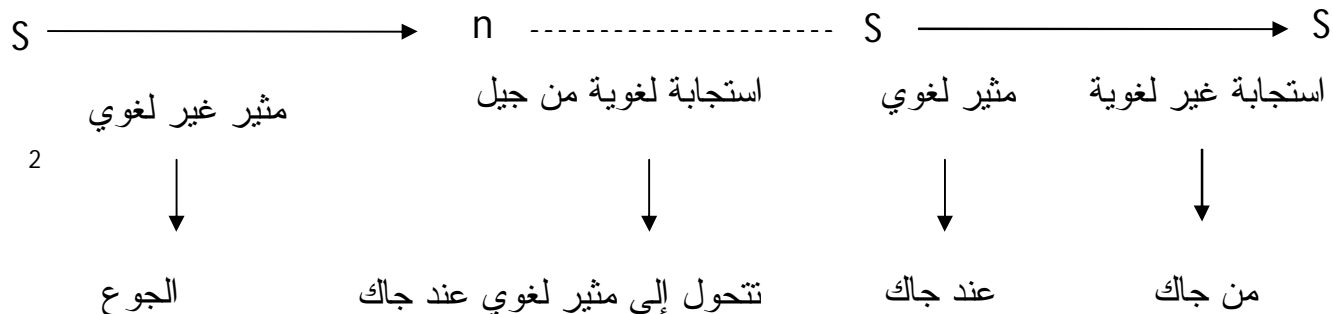 S n S S
مثير غير لغوي استجابة لغوية من جيل مثير لغوي استجابة غير لغوية
2
الجوع تتحول إلى مثير لغوي عند جاك عند جاك من جاك